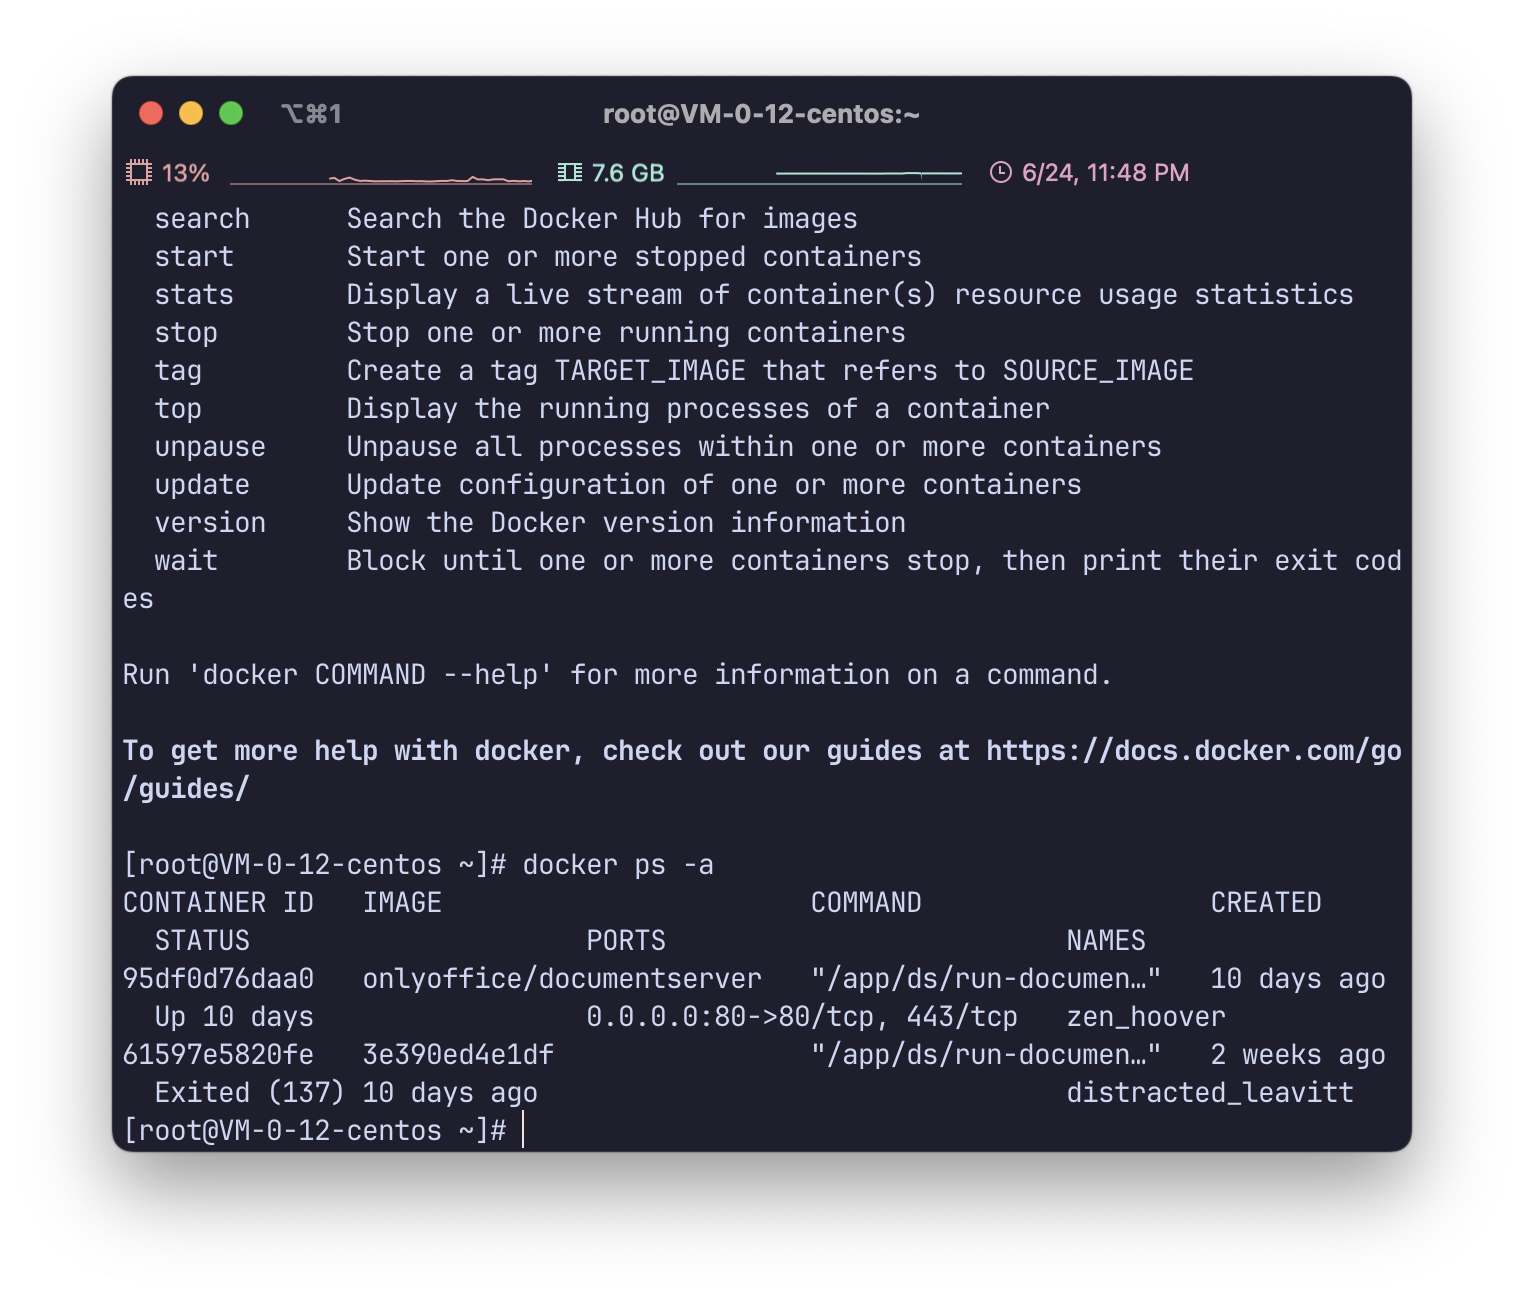 ⌥⌘1 root@VM-0-12-centos:~
13% 7.6 GB 6/24, 11:48 PM
search Search the Docker Hub for images
start Start one or more stopped containers
stats Display a live stream of container(s) resource usage statistics
stop Stop one or more running containers
tag Create a tag TARGET_IMAGE that refers to SOURCE_IMAGE
top Display the running processes of a container
unpause Unpause all processes within one or more containers
update Update configuration of one or more containers
version Show the Docker version information
wait Block until one or more containers stop, then print their exit cod
es
Run 'docker COMMAND --help' for more information on a command.
To get more help with docker, check out our guides at https://docs.docker.com/go
/guides/
[root@VM-0-12-centos ~]# docker ps -a
CONTAINER ID IMAGE COMMAND CREATED
STATUS PORTS NAMES
95df0d76daa0 onlyoffice/documentserver "/app/ds/run-documen…" 10 days ago
Up 10 days 0.0.0.0:80->80/tcp, 443/tcp zen_hoover
61597e5820fe 3e390ed4e1df "/app/ds/run-documen…" 2 weeks ago
Exited (137) 10 days ago distracted_leavitt
[root@VM-0-12-centos ~]#